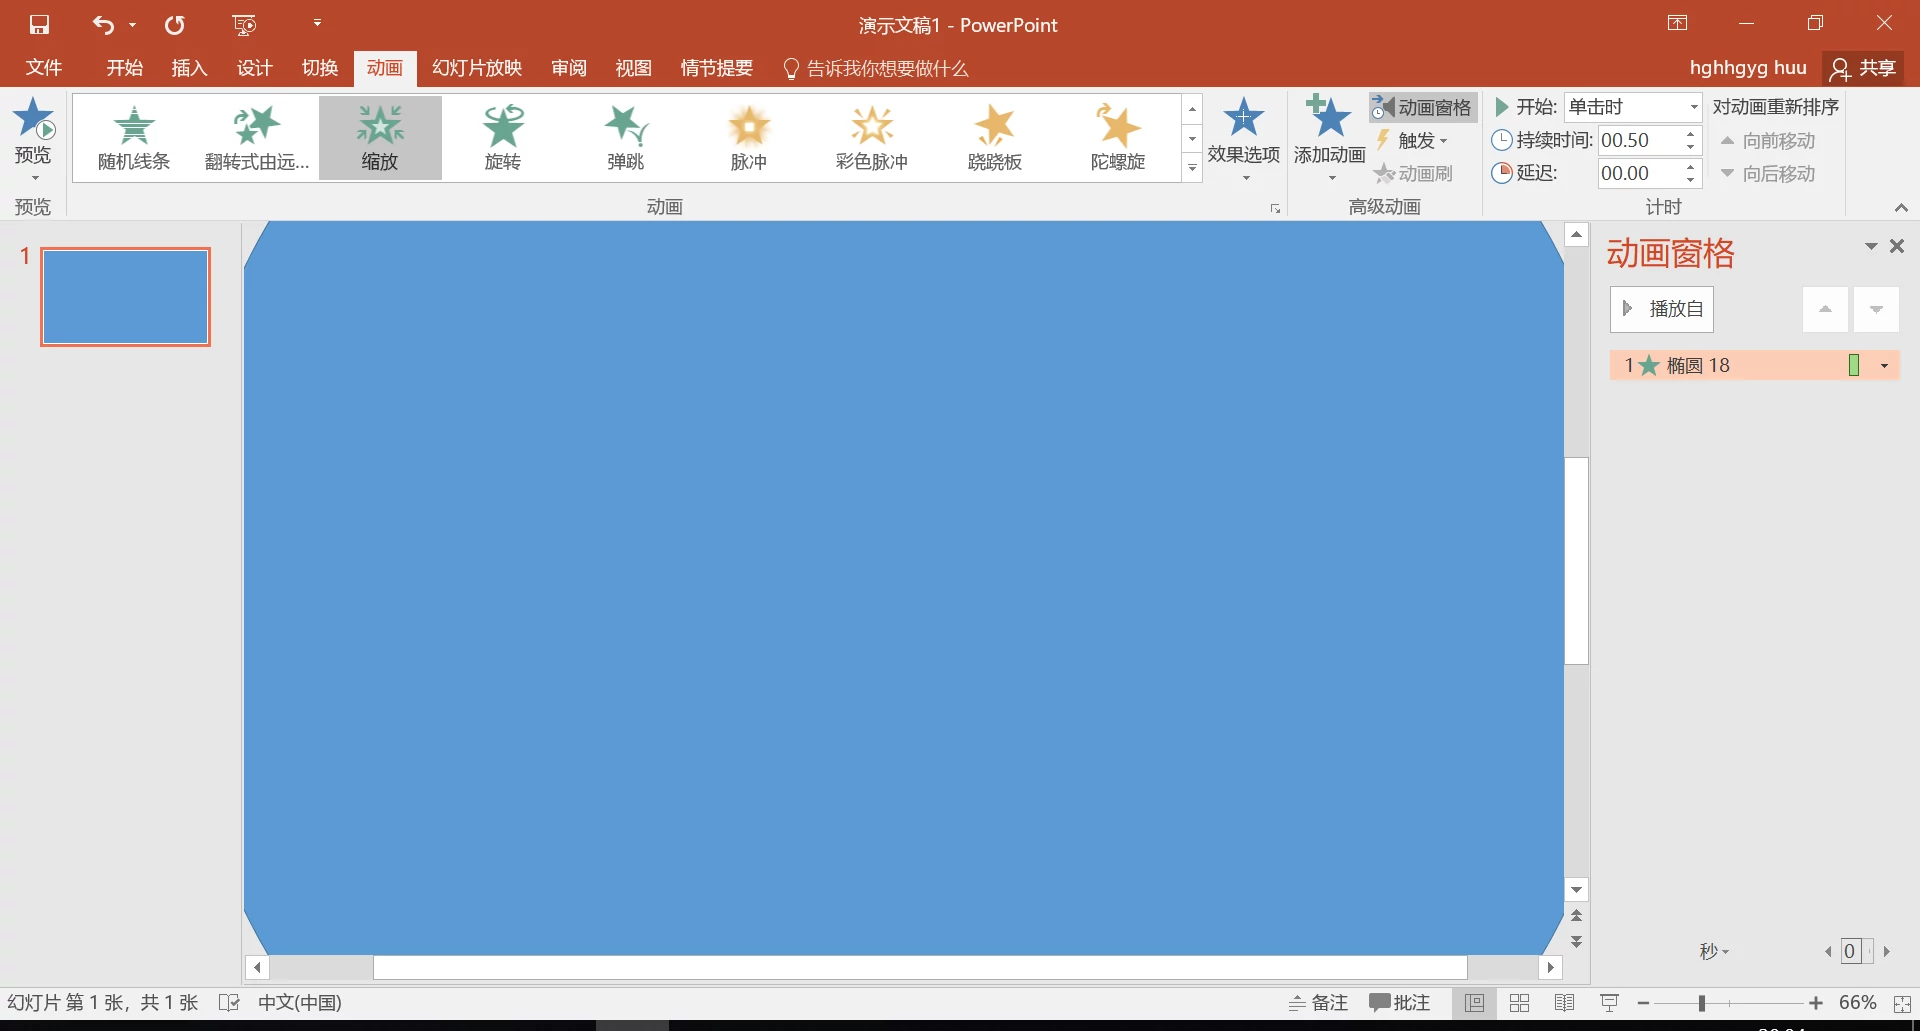 演示文稿1 - PowerPoint
文件 开始 插入 设计 切换 动画 幻灯片放映 审阅 视图 情节提要 告诉我你想要做什么 hghhgyg huu 共享
预览
随机线条 翻转式由远... 缩放 旋转 弹跳 脉冲 彩色脉冲 跷跷板 陀螺旋
效果选项
添加动画
动画窗格
触发
动画刷
开始: 单击时
持续时间: 00.50
延迟: 00.00
对动画重新排序
向前移动
向后移动
预览 动画 高级动画 计时
1
动画窗格
播放自
1 椭圆 18
秒 0
幻灯片 第 1 张，共 1 张 中文(中国) 备注 批注 66%